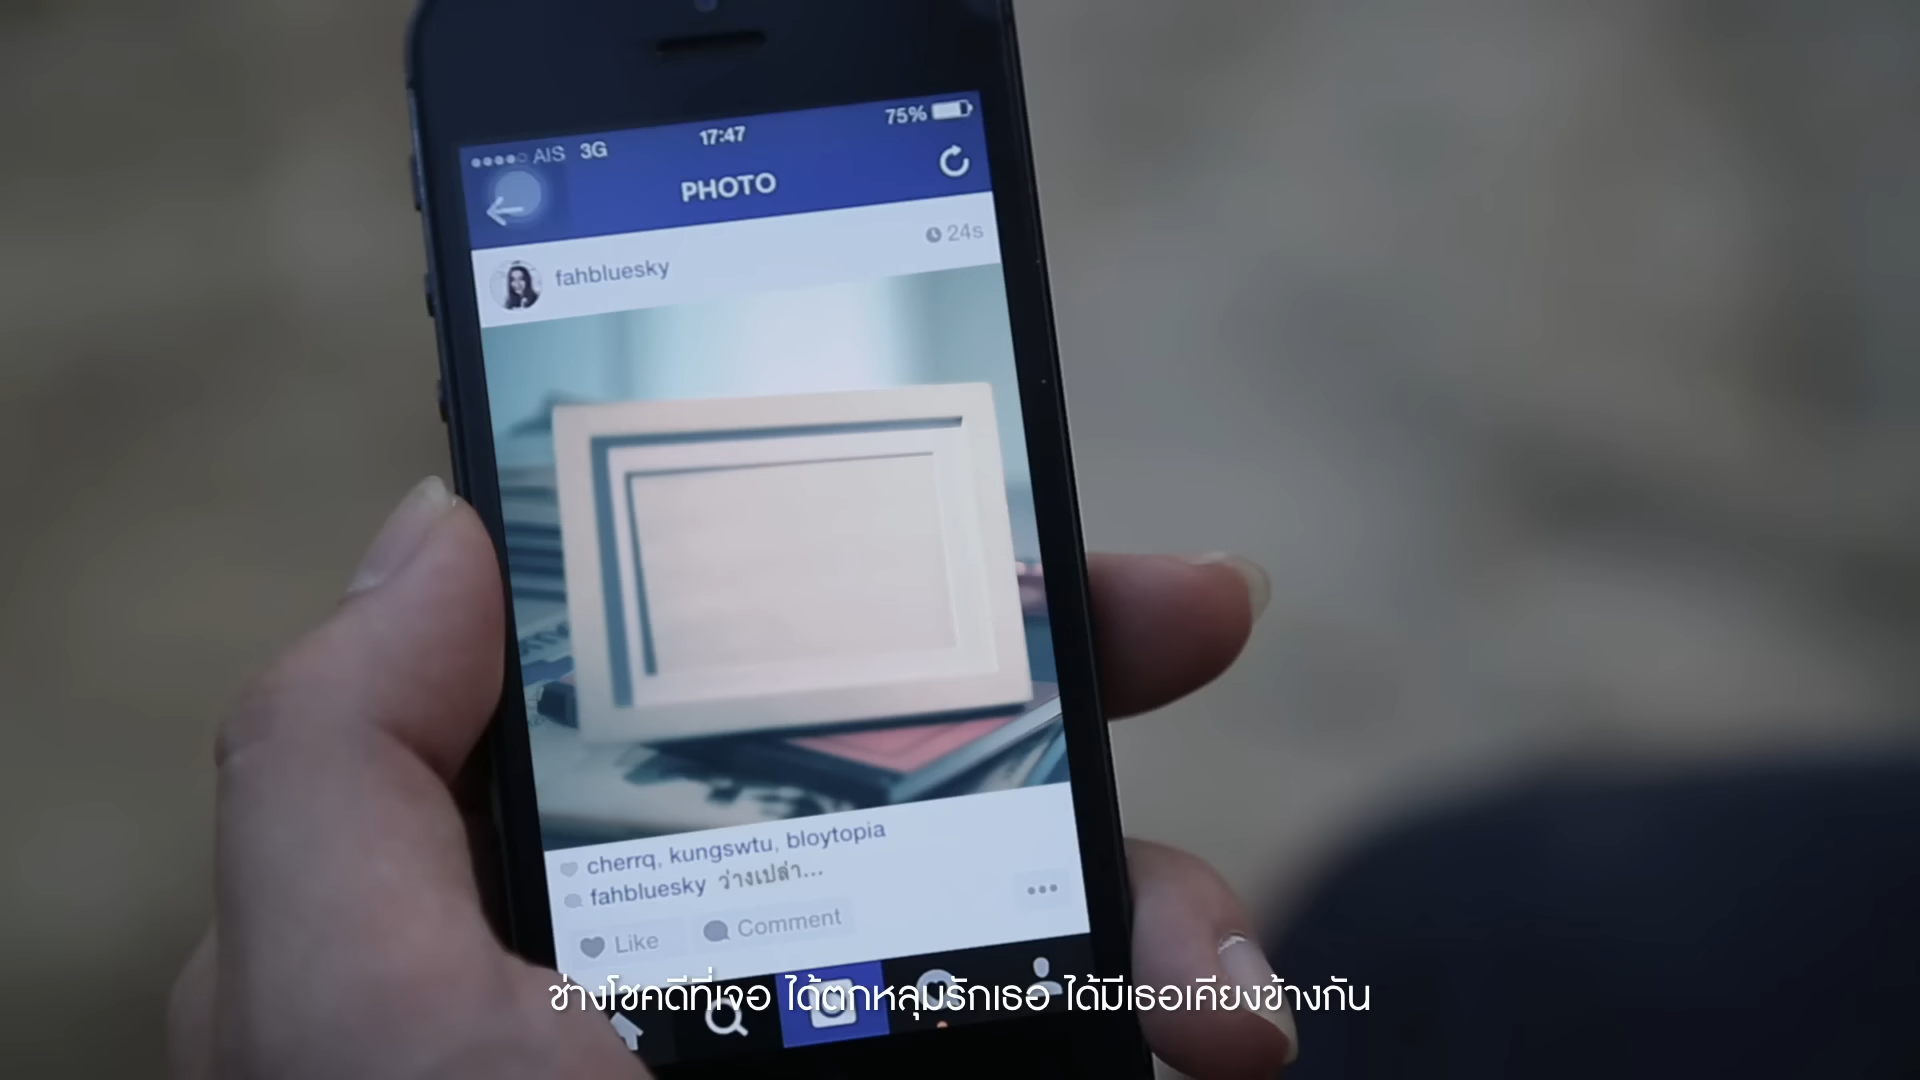 AIS 3G 17:47 75%
PHOTO
24s
fahbluesky
cherrq, kungswtu, bloytopia
fahbluesky ว่างเปล่า...
Like Comment
ช่างโชคดีที่เจอ ได้ตกหลุมรักเธอ ได้มีเธอเคียงข้างกัน